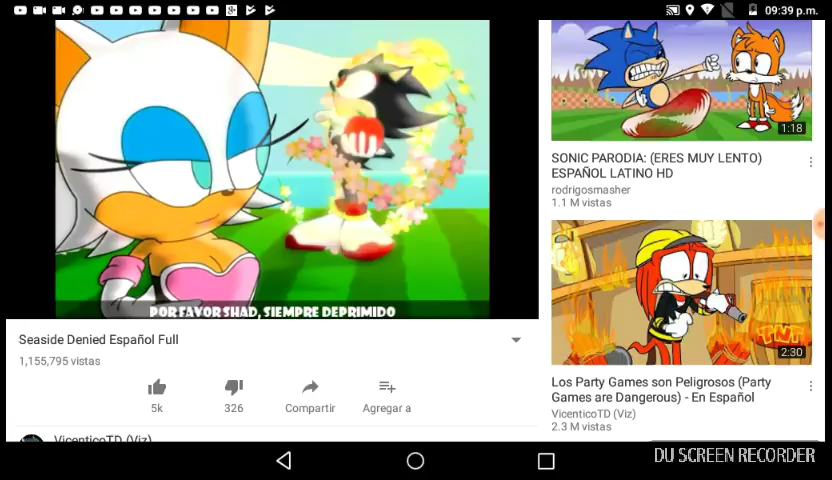 09:39 p.m.
POR FAVOR SHAD, SIEMPRE DEPRIMIDO
Seaside Denied Español Full
1,155,795 vistas
5k
326
Compartir
Agregar a
VicenticoTD (Viz)
1:18
SONIC PARODIA: (ERES MUY LENTO)
ESPAÑOL LATINO HD
rodrigosmasher
1.1 M vistas
TNT
2:30
Los Party Games son Peligrosos (Party
Games are Dangerous) - En Español
VicenticoTD (Viz)
2.3 M vistas
DU SCREEN RECORDER